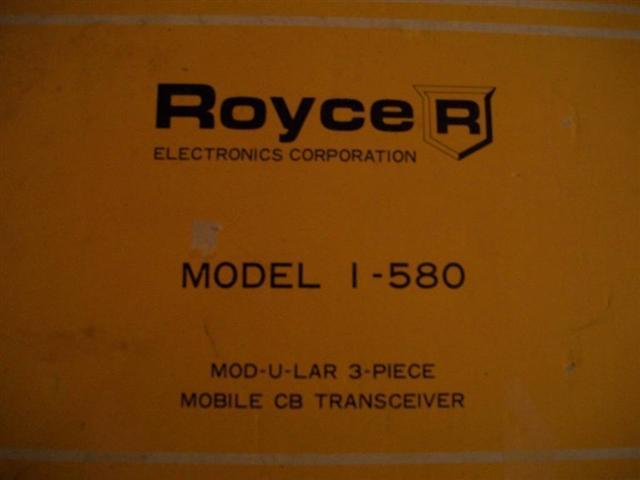 Royce R
ELECTRONICS CORPORATION
MODEL 1-580
MOD-U-LAR 3-PIECE
MOBILE CB TRANSCEIVER